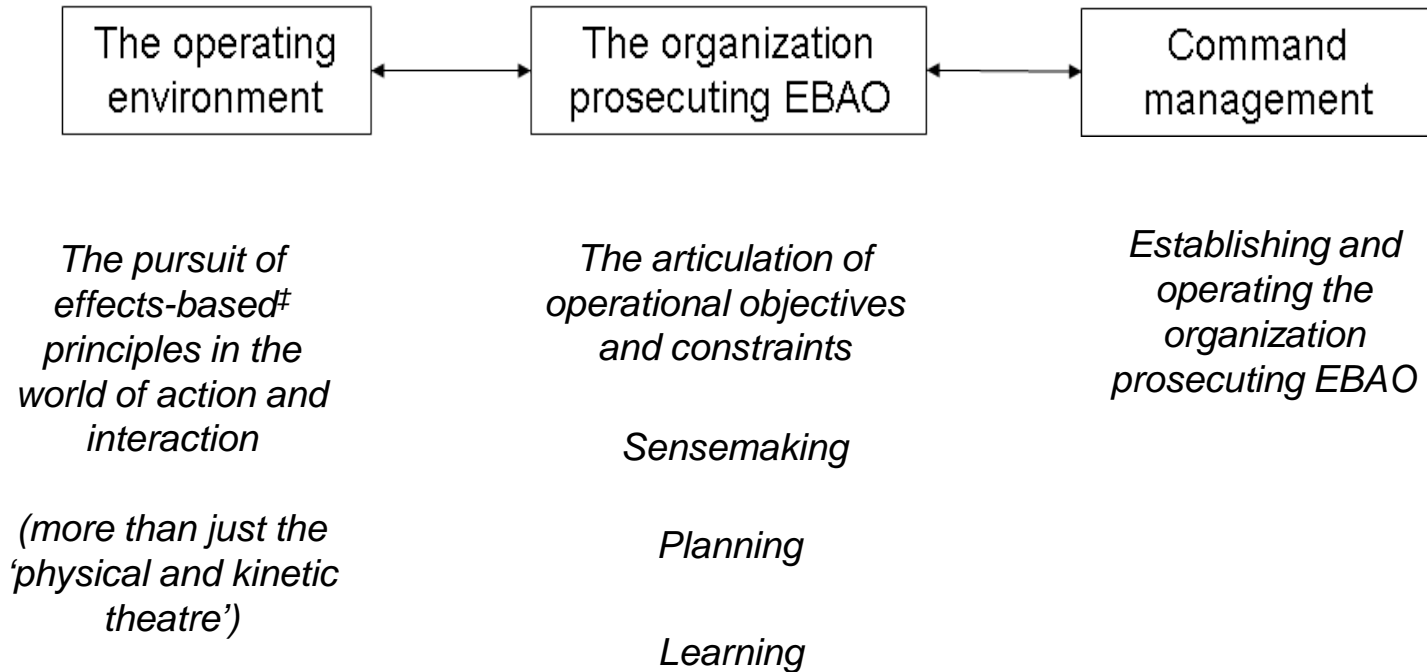 The operating
environment
The organization
prosecuting EBAO
Command
management
The pursuit of
effects-based‡
principles in the
world of action and
interaction
(more than just the
‘physical and kinetic
theatre’)
The articulation of
operational objectives
and constraints
Sensemaking
Planning
Learning
Establishing and
operating the
organization
prosecuting EBAO